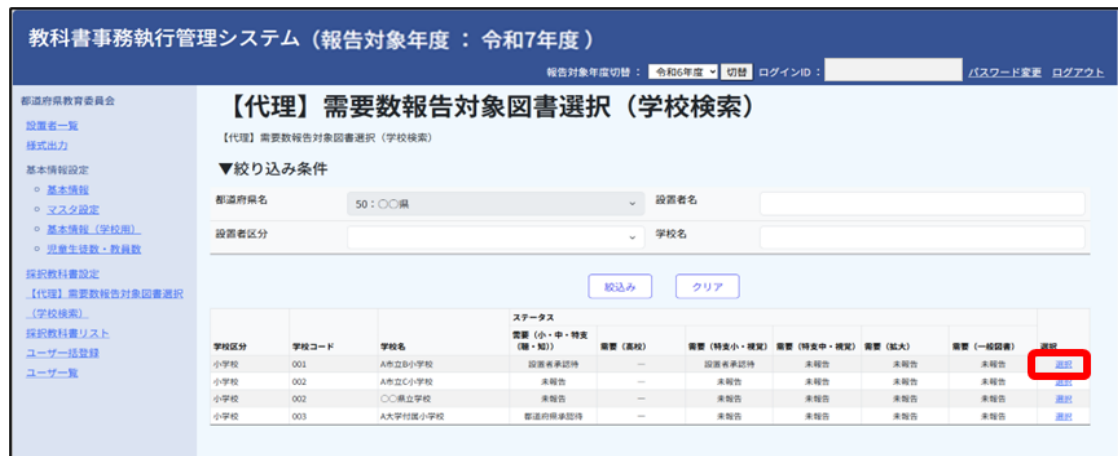 教科書事務執行管理システム（報告対象年度 ： 令和7年度 ）
報告対象年度切替 ： 令和6年度 切替 ログインID ： パスワード変更 ログアウト
都道府県教育委員会
設置者一覧
様式出力
基本情報設定
基本情報
マスタ設定
基本情報（学校用）
児童生徒数・教員数
採択教科書設定
【代理】需要数報告対象図書選択
（学校検索）
採択教科書リスト
ユーザー一括登録
ユーザ一覧
【代理】需要数報告対象図書選択（学校検索）
【代理】需要数報告対象図書選択（学校検索）
▼絞り込み条件
都道府県名 50：○○県 設置者名
設置者区分 学校名
絞込み クリア
ステータス
学校区分 学校コード 学校名 需要（小・中・特支（聴・知）） 需要（高校） 需要（特支小・視覚） 需要（特支中・視覚） 需要（拡大） 需要（一般図書） 選択
小学校 001 A市立B小学校 設置者承認待 — 設置者承認待 未報告 未報告 未報告 選択
小学校 002 A市立C小学校 未報告 — 未報告 未報告 未報告 未報告 選択
小学校 002 ○○県立学校 未報告 — 未報告 未報告 未報告 未報告 選択
小学校 003 A大学付属小学校 都道府県承認待 — 未報告 未報告 未報告 未報告 選択